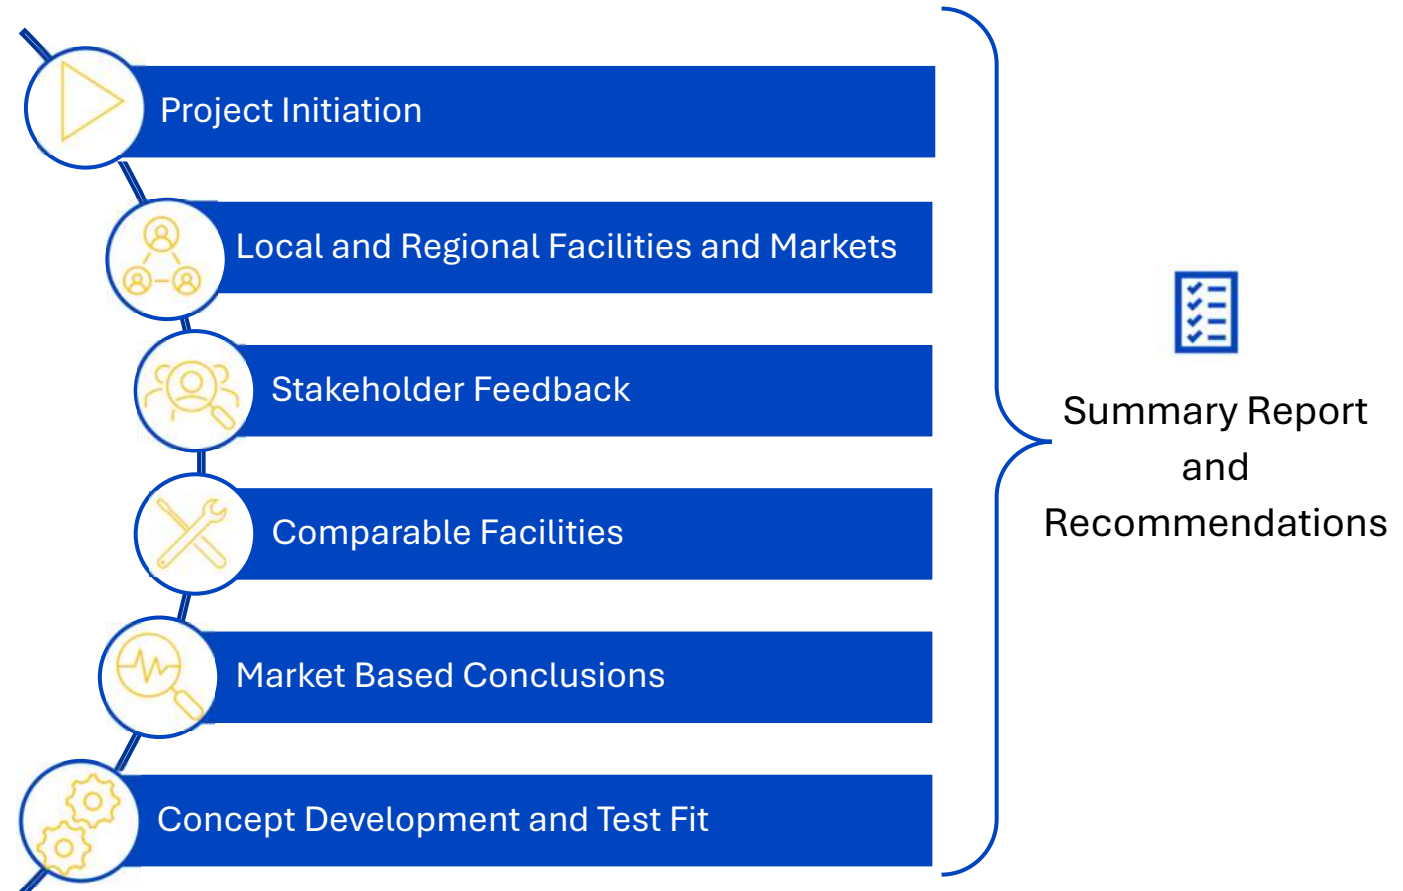 Project Initiation
Local and Regional Facilities and Markets
Stakeholder Feedback
Comparable Facilities
Market Based Conclusions
Concept Development and Test Fit
Summary Report
and
Recommendations